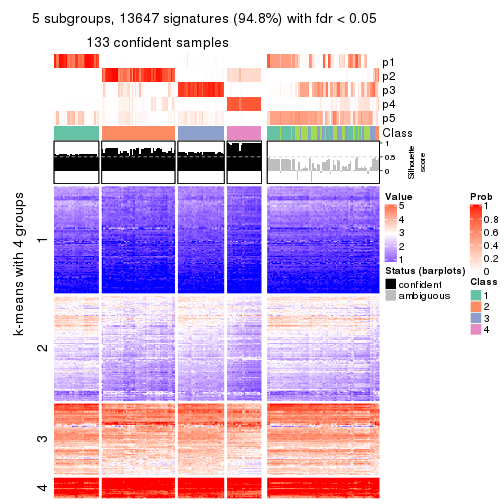 5 subgroups, 13647 signatures (94.8%) with fdr < 0.05
133 confident samples
p1
p2
p3
p4
p5
Class
1
0.5
0
Silhouette
score
k-means with 4 groups
1
2
3
4
Value
5
4
3
2
1
Status (barplots)
confident
ambiguous
Prob
1
0.8
0.6
0.4
0.2
0
Class
1
2
3
4